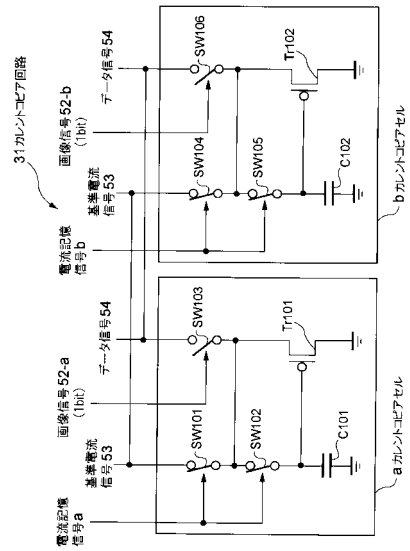 31カレントコピア回路
電流記憶
信号a
基準電流
信号53
画像信号52-a
(1bit)
データ信号54
SW101
SW102
SW103
Tr101
C101
aカレントコピアセル
電流記憶
信号b
基準電流
信号53
画像信号52-b
(1bit)
データ信号54
SW104
SW105
SW106
Tr102
C102
bカレントコピアセル